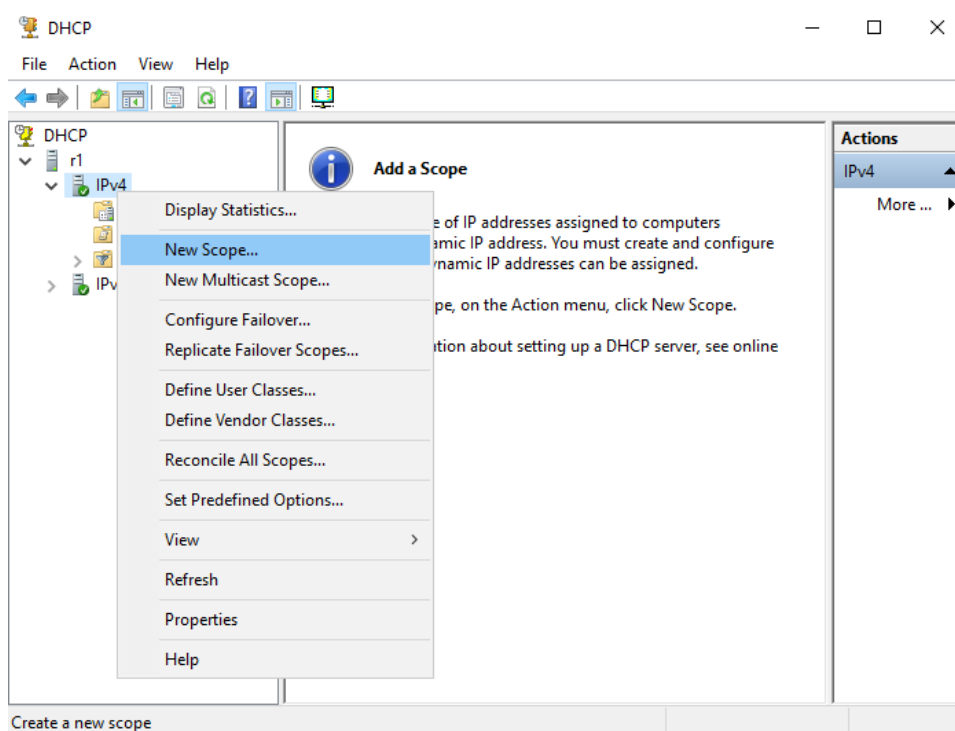 DHCP
File Action View Help
DHCP
r1
IPv4
IPv
Display Statistics...
New Scope...
New Multicast Scope...
Configure Failover...
Replicate Failover Scopes...
Define User Classes...
Define Vendor Classes...
Reconcile All Scopes...
Set Predefined Options...
View
Refresh
Properties
Help
Add a Scope
e of IP addresses assigned to computers
amic IP address. You must create and configure
ynamic IP addresses can be assigned.
pe, on the Action menu, click New Scope.
ation about setting up a DHCP server, see online
Actions
IPv4
More ...
Create a new scope